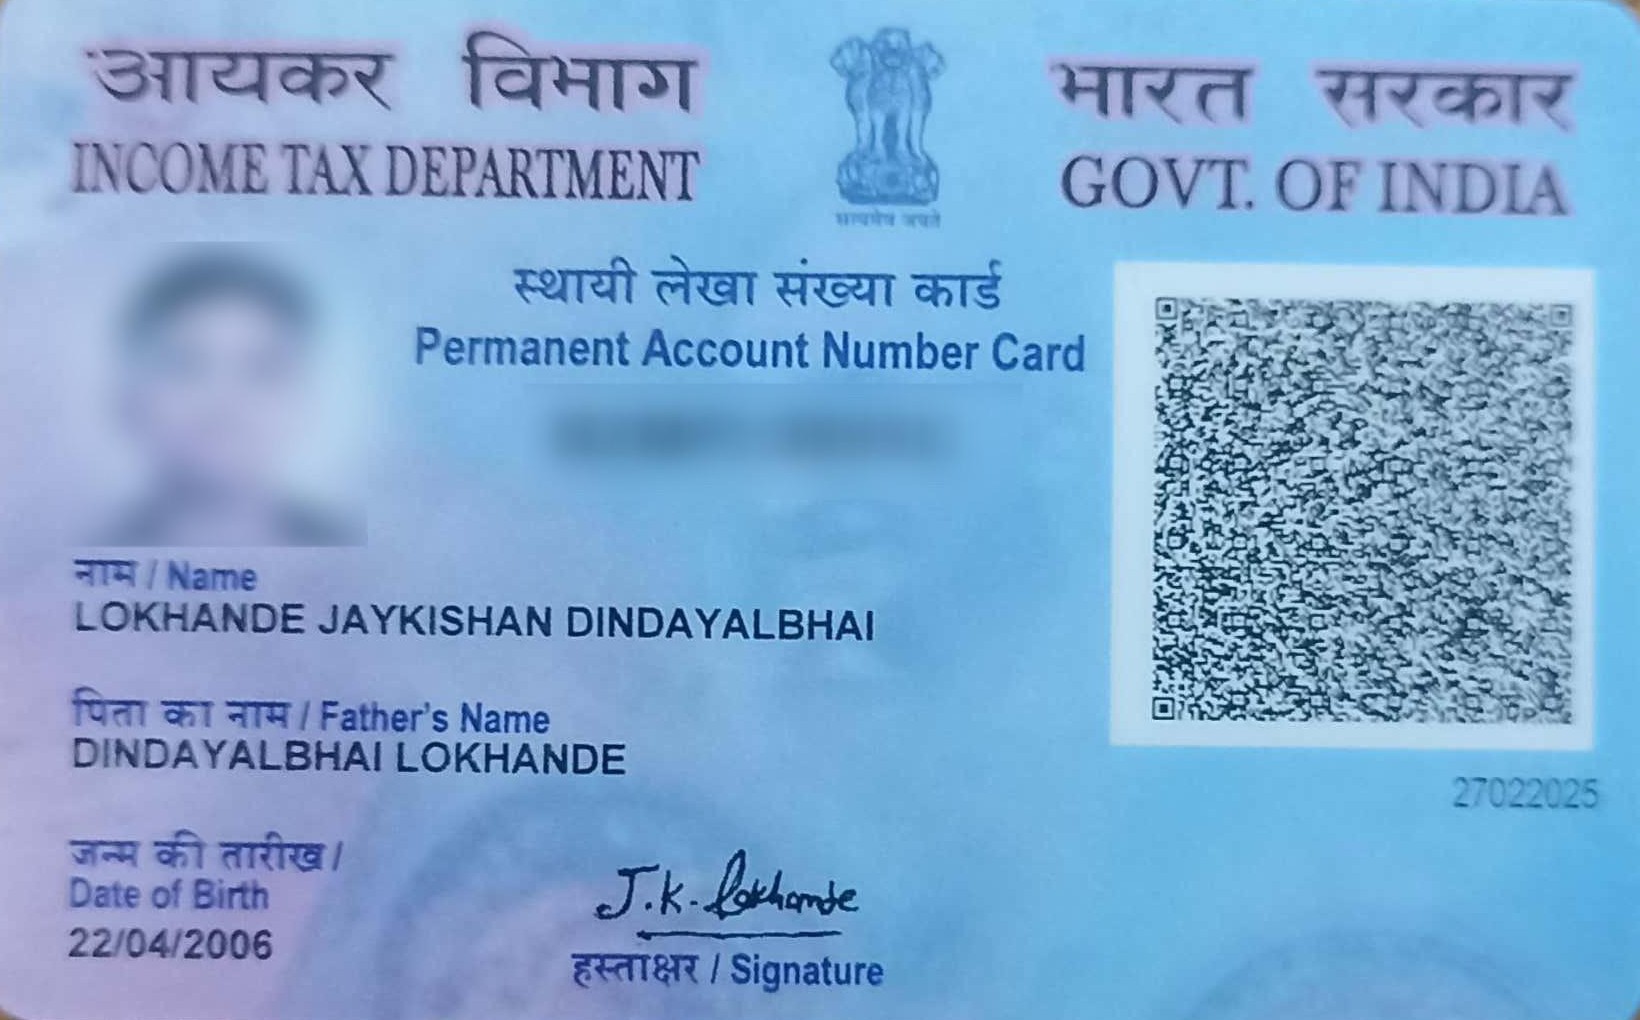 आयकर विभाग
INCOME TAX DEPARTMENT
भारत सरकार
GOVT. OF INDIA
सत्यमेव जयते
स्थायी लेखा संख्या कार्ड
Permanent Account Number Card
नाम / Name
LOKHANDE JAYKISHAN DINDAYALBHAI
पिता का नाम / Father's Name
DINDAYALBHAI LOKHANDE
27022025
जन्म की तारीख /
Date of Birth
22/04/2006
J.K. Lokhande
हस्ताक्षर / Signature